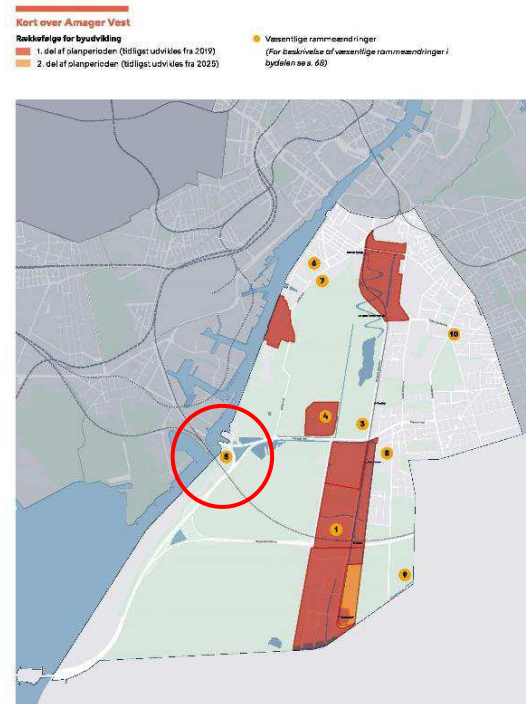 Kort over Amager Vest
Rækkefølge for byudvikling
1. del af planperioden (tidligst udvikles fra 2019)
2. del af planperioden (tidligst udvikles fra 2025)
Væsentlige rammeændringer
(For beskrivelse af væsentlige rammeændringer i
bydelen se s. 68)
6
7
10
4
3
5
8
1
9